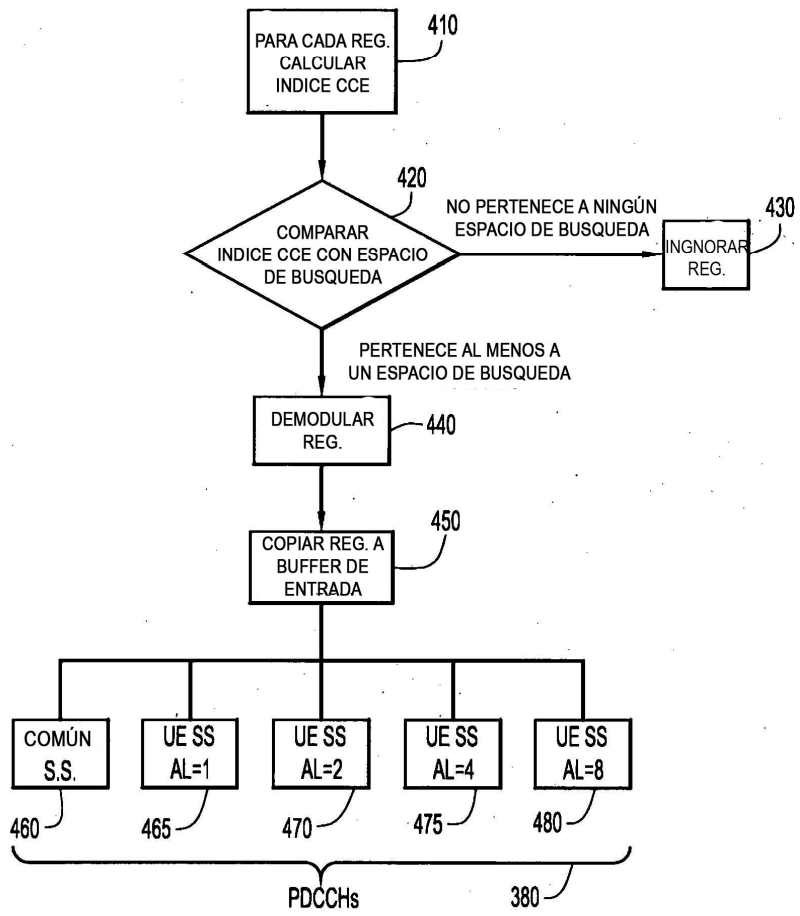 PARA CADA REG.
CALCULAR
INDICE CCE
410
420
COMPARAR
INDICE CCE CON ESPACIO
DE BUSQUEDA
NO PERTENECE A NINGÚN
ESPACIO DE BUSQUEDA
430
INGNORAR
REG.
PERTENECE AL MENOS A
UN ESPACIO DE BUSQUEDA
DEMODULAR
REG.
440
450
COPIAR REG. A
BUFFER DE
ENTRADA
COMÚN
S.S.
UE SS
AL=1
UE SS
AL=2
UE SS
AL=4
UE SS
AL=8
460
465
470
475
480
PDCCHs
380